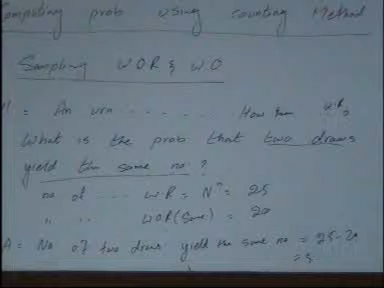 Computing prob using counting Method
Sampling WOR & WO
= An urn . . . . . . . How WR,
What is the prob that two draws
yield the same no ?
no of . . . . WR = N² = 25
" " WOR (Same) = 20
A = No of two draws yield the same no = 25-20
= 5